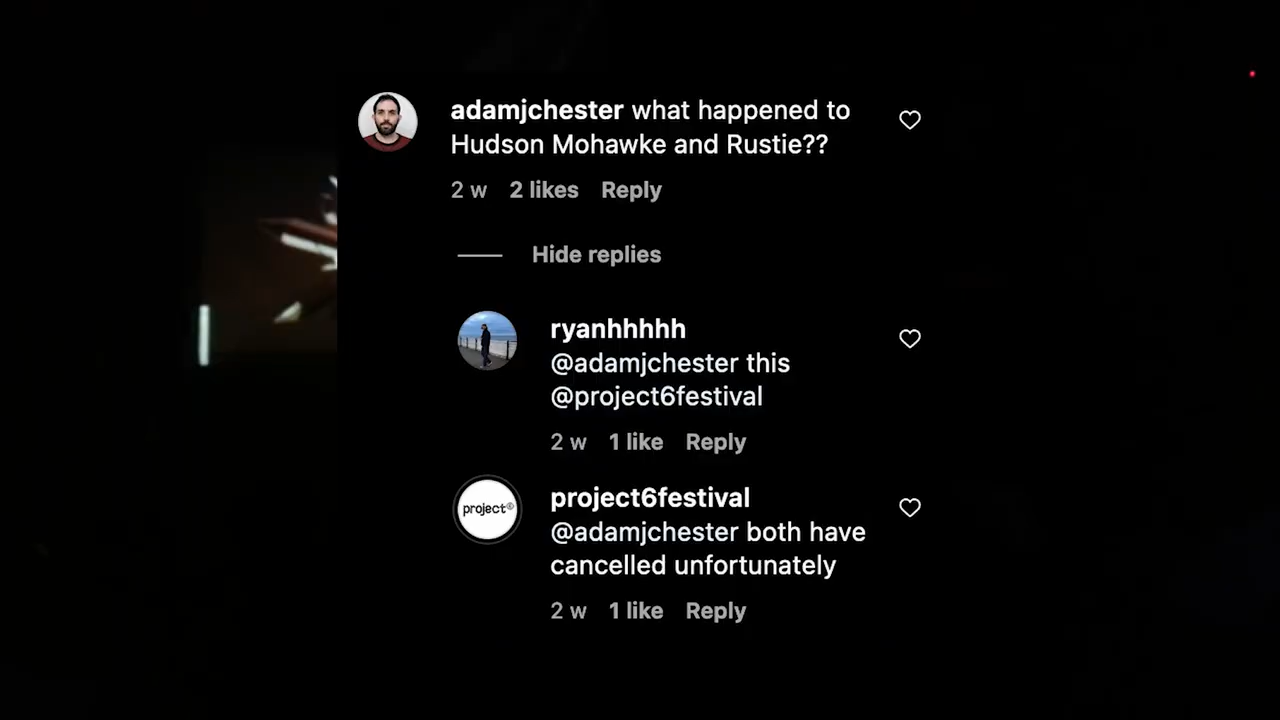 adamjchester what happened to
Hudson Mohawke and Rustie??
2 w 2 likes Reply
Hide replies
ryanhhhhh
@adamjchester this
@project6festival
2 w 1 like Reply
project6festival
project⑥
@adamjchester both have
cancelled unfortunately
2 w 1 like Reply